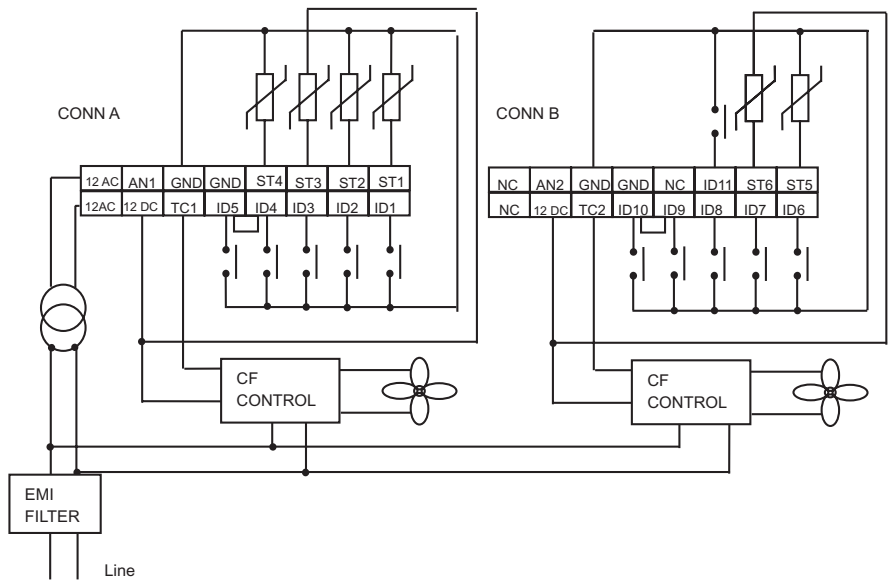 CONN A
12 AC AN1 GND GND ST4 ST3 ST2 ST1
12AC 12 DC TC1 ID5 ID4 ID3 ID2 ID1
CONN B
NC AN2 GND GND NC ID11 ST6 ST5
NC 12 DC TC2 ID10 ID9 ID8 ID7 ID6
CF
CONTROL
CF
CONTROL
EMI
FILTER
Line